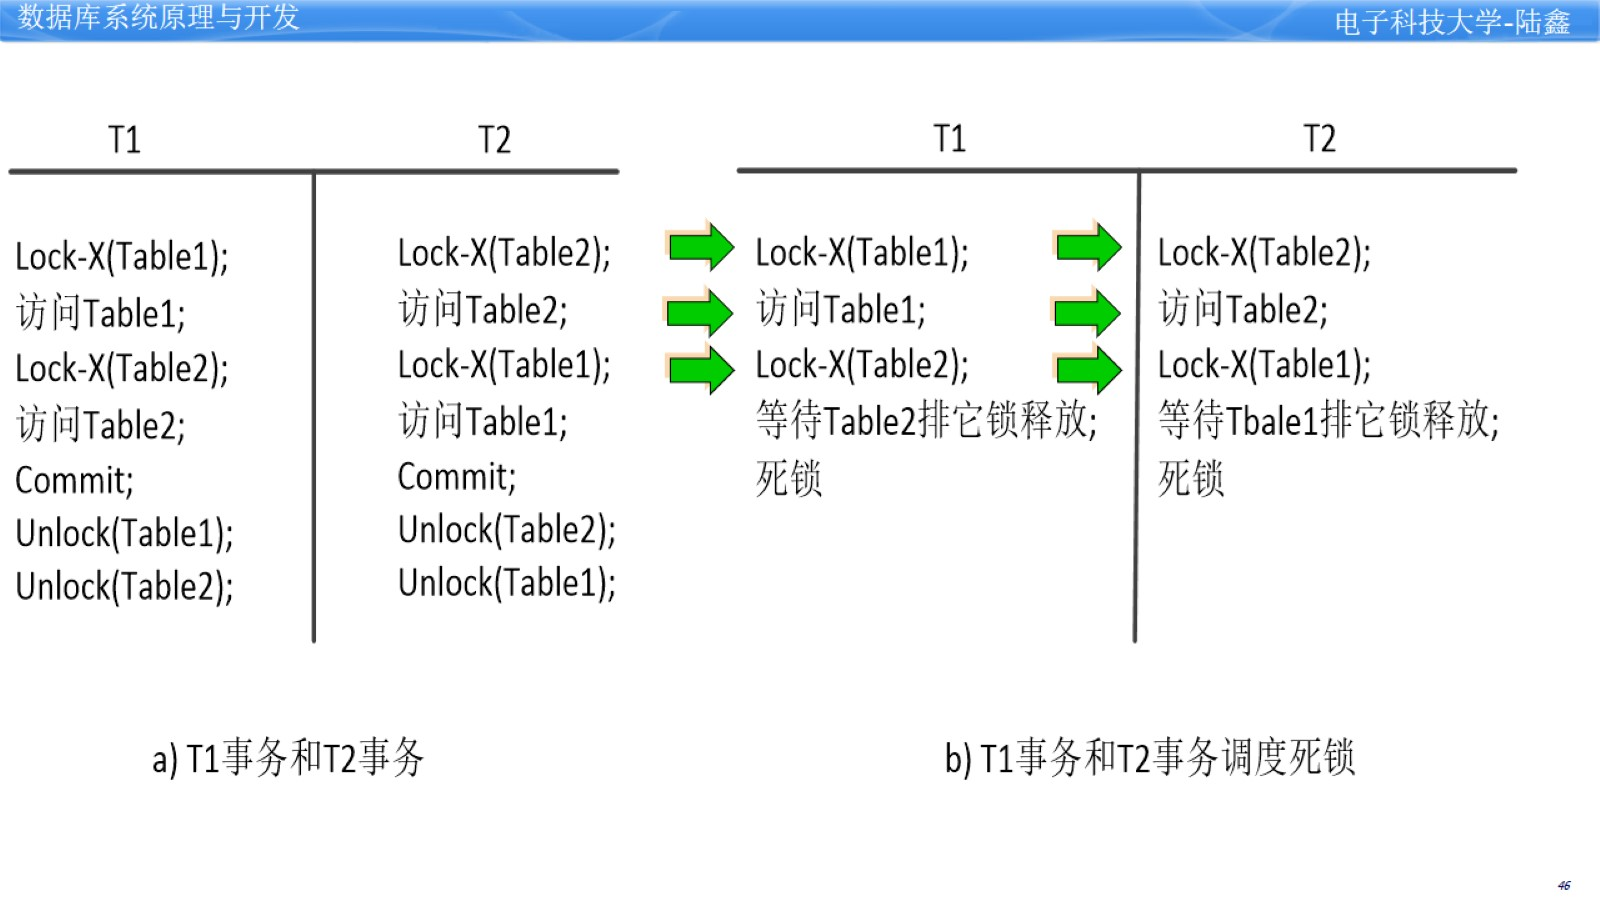 数据库系统原理与开发
电子科技大学-陆鑫
T1
T2
Lock-X(Table1);
访问Table1;
Lock-X(Table2);
访问Table2;
Commit;
Unlock(Table1);
Unlock(Table2);
Lock-X(Table2);
访问Table2;
Lock-X(Table1);
访问Table1;
Commit;
Unlock(Table2);
Unlock(Table1);
a) T1事务和T2事务
T1
T2
Lock-X(Table1);
访问Table1;
Lock-X(Table2);
等待Table2排它锁释放;
死锁
Lock-X(Table2);
访问Table2;
Lock-X(Table1);
等待Tbale1排它锁释放;
死锁
b) T1事务和T2事务调度死锁
46